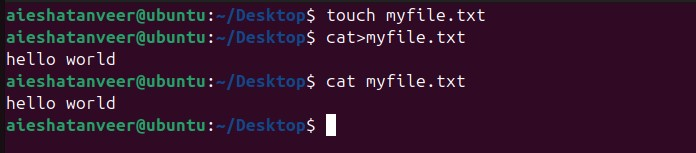 aieshatanveer@ubuntu:~/Desktop$ touch myfile.txt
aieshatanveer@ubuntu:~/Desktop$ cat>myfile.txt
hello world
aieshatanveer@ubuntu:~/Desktop$ cat myfile.txt
hello world
aieshatanveer@ubuntu:~/Desktop$